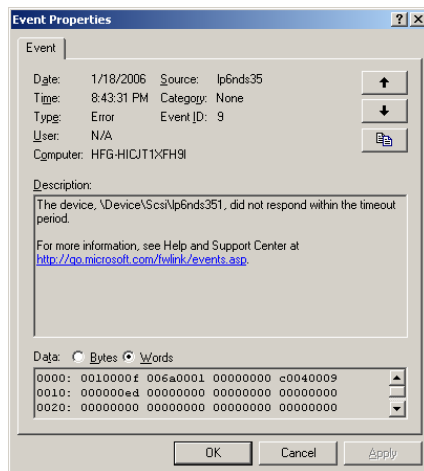 Event Properties
Event
Date: 1/18/2006 Source: lp6nds35
Time: 8:43:31 PM Category: None
Type: Error Event ID: 9
User: N/A
Computer: HFG-HICJT1XFH9I
Description:
The device, \Device\Scsi\lp6nds351, did not respond within the timeout
period.
For more information, see Help and Support Center at
http://go.microsoft.com/fwlink/events.asp.
Data: Bytes Words
0000: 0010000f 006a0001 00000000 c0040009
0010: 000000ed 00000000 00000000 00000000
0020: 00000000 00000000 00000000 00000000
OK Cancel Apply